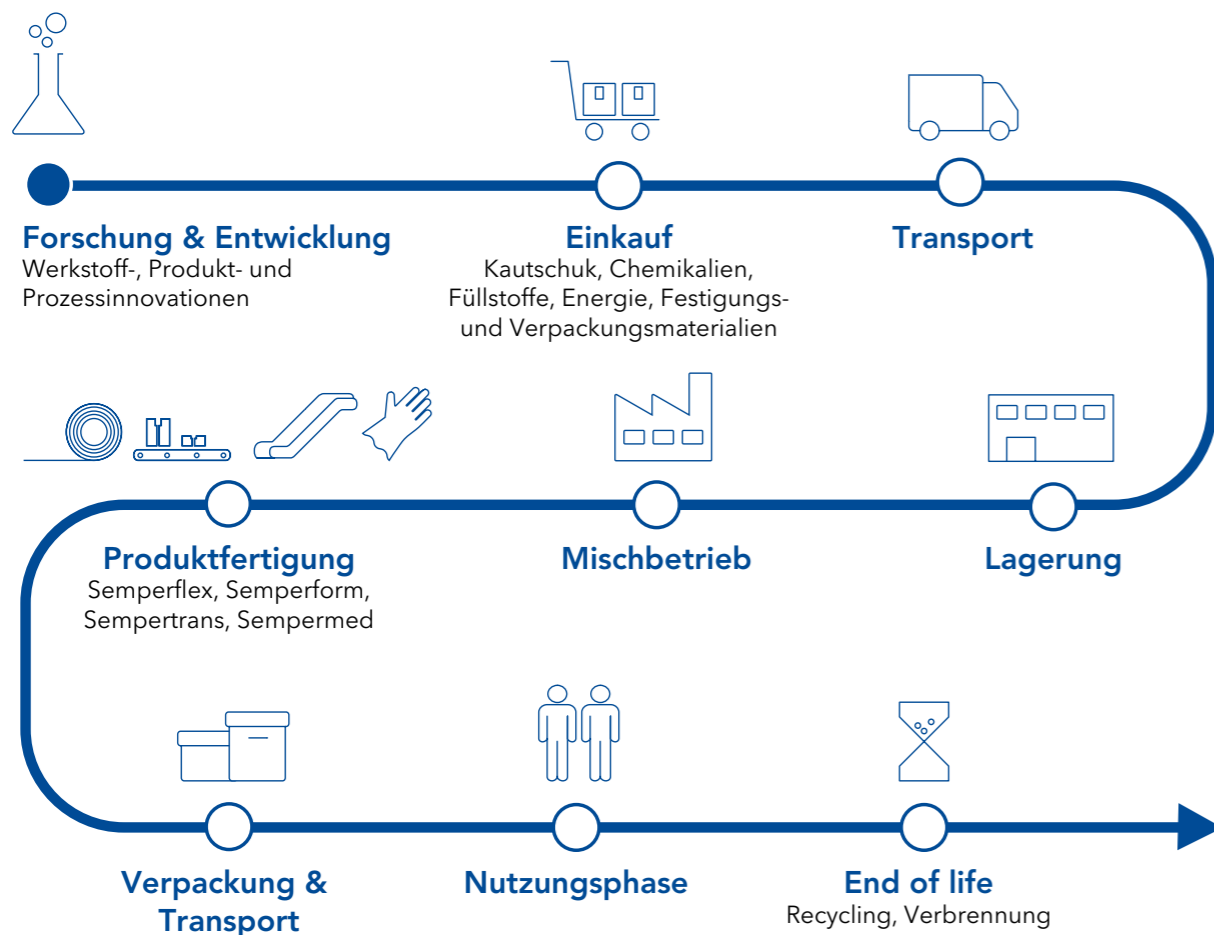 Forschung & Entwicklung
Werkstoff-, Produkt- und
Prozessinnovationen
Einkauf
Kautschuk, Chemikalien,
Füllstoffe, Energie, Festigungs-
und Verpackungsmaterialien
Transport
Produktfertigung
Semperflex, Semperform,
Sempertrans, Sempermed
Mischbetrieb
Lagerung
Verpackung &
Transport
Nutzungsphase
End of life
Recycling, Verbrennung